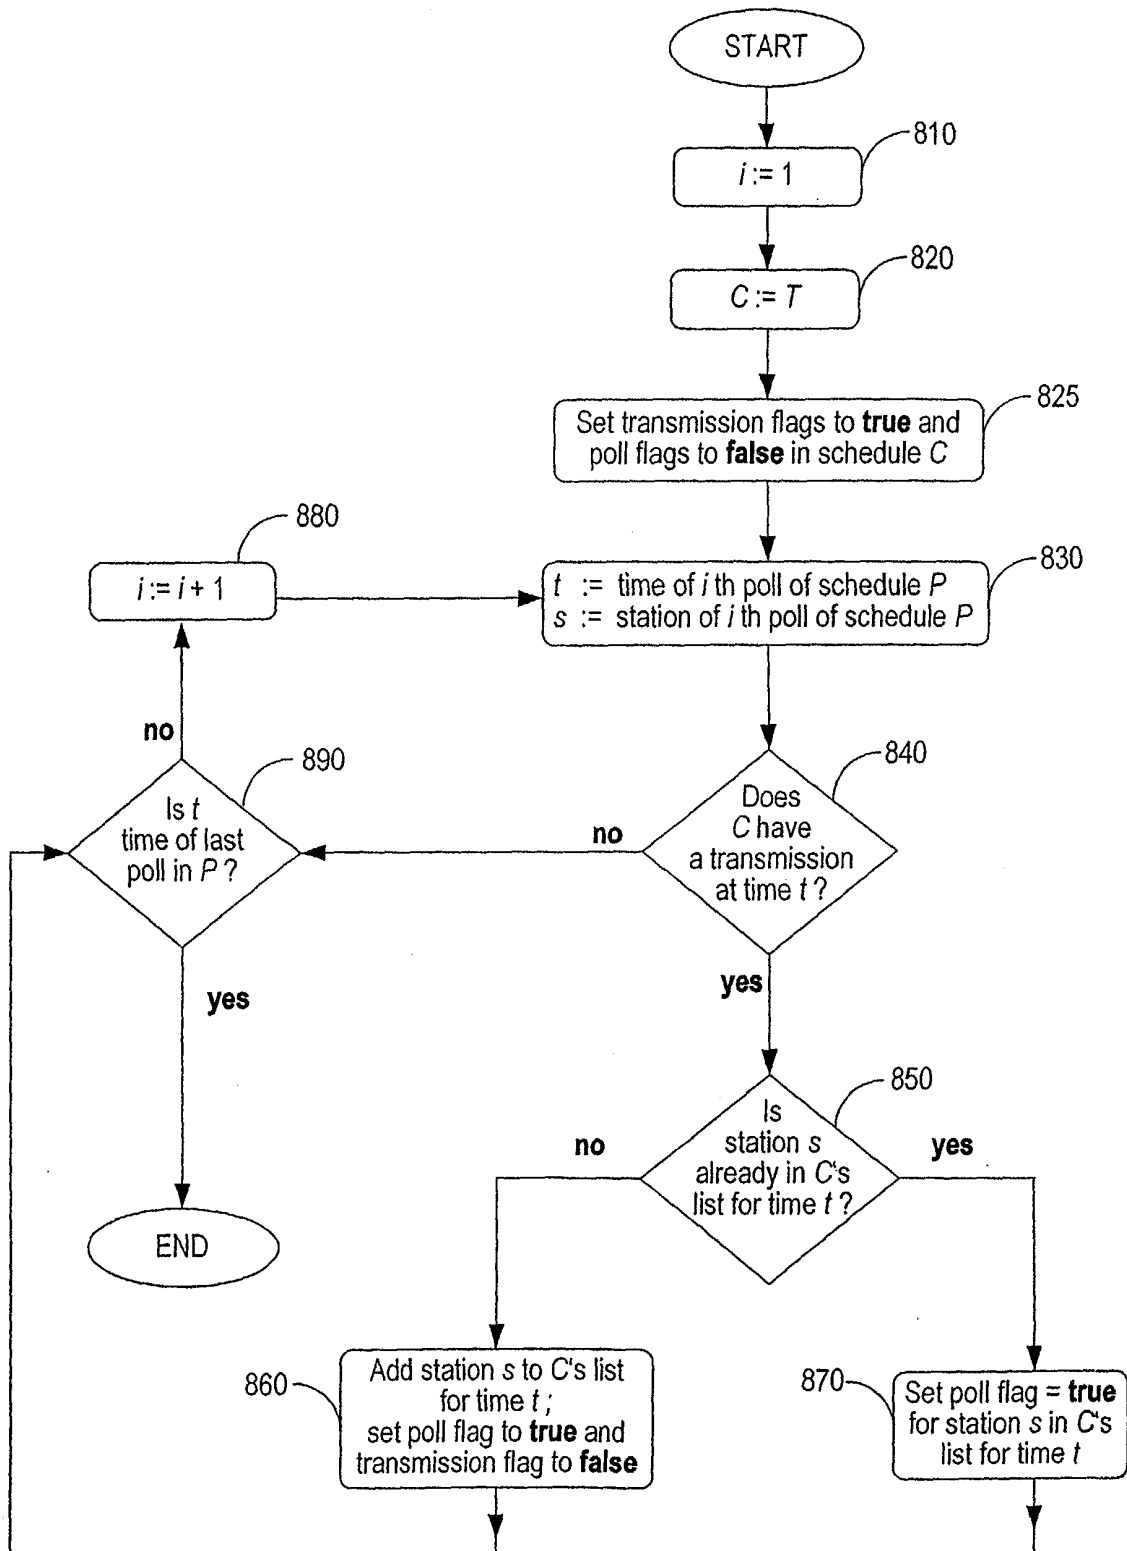 START
810
i := 1
820
C := T
825
Set transmission flags to true and
poll flags to false in schedule C
880
i := i + 1
830
t := time of i th poll of schedule P
s := station of i th poll of schedule P
no
890
Is t
time of last
poll in P ?
840
Does
C have
a transmission
at time t ?
no
yes
yes
850
Is
station s
already in C's
list for time t ?
no
yes
END
860
Add station s to C's list
for time t ;
set poll flag to true and
transmission flag to false
870
Set poll flag = true
for station s in C's
list for time t